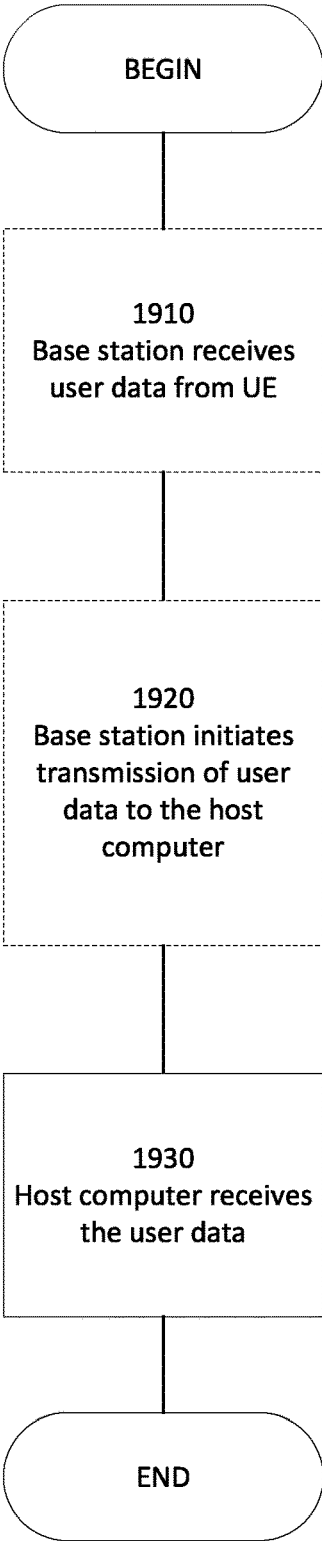 BEGIN
1910
Base station receives
user data from UE
1920
Base station initiates
transmission of user
data to the host
computer
1930
Host computer receives
the user data
END